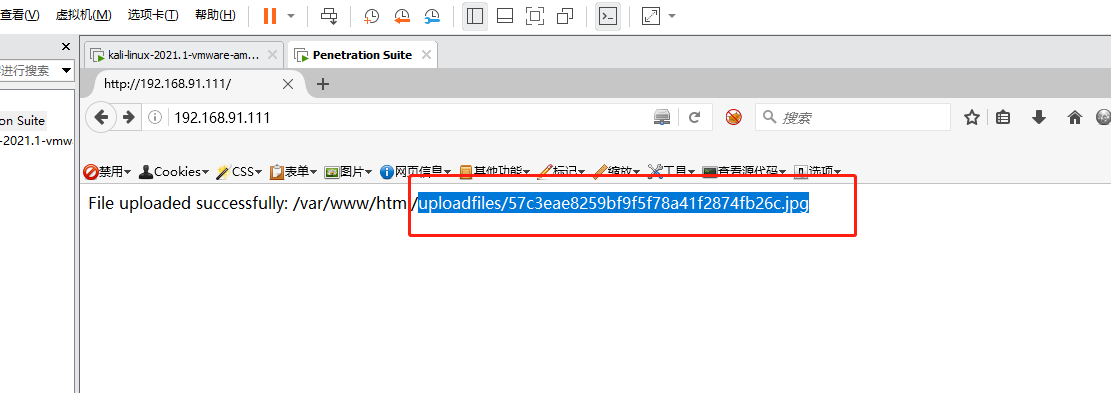 查看(V) 虚拟机(M) 选项卡(T) 帮助(H)
kali-linux-2021.1-vmware-am... Penetration Suite
进行搜索 http://192.168.91.111/
on Suite 192.168.91.111 搜索
-2021.1-vmwa
禁用 Cookies CSS 表单 图片 网页信息 其他功能 标记 缩放 工具 查看源代码 选项
File uploaded successfully: /var/www/html/uploadfiles/57c3eae8259bf9f5f78a41f2874fb26c.jpg